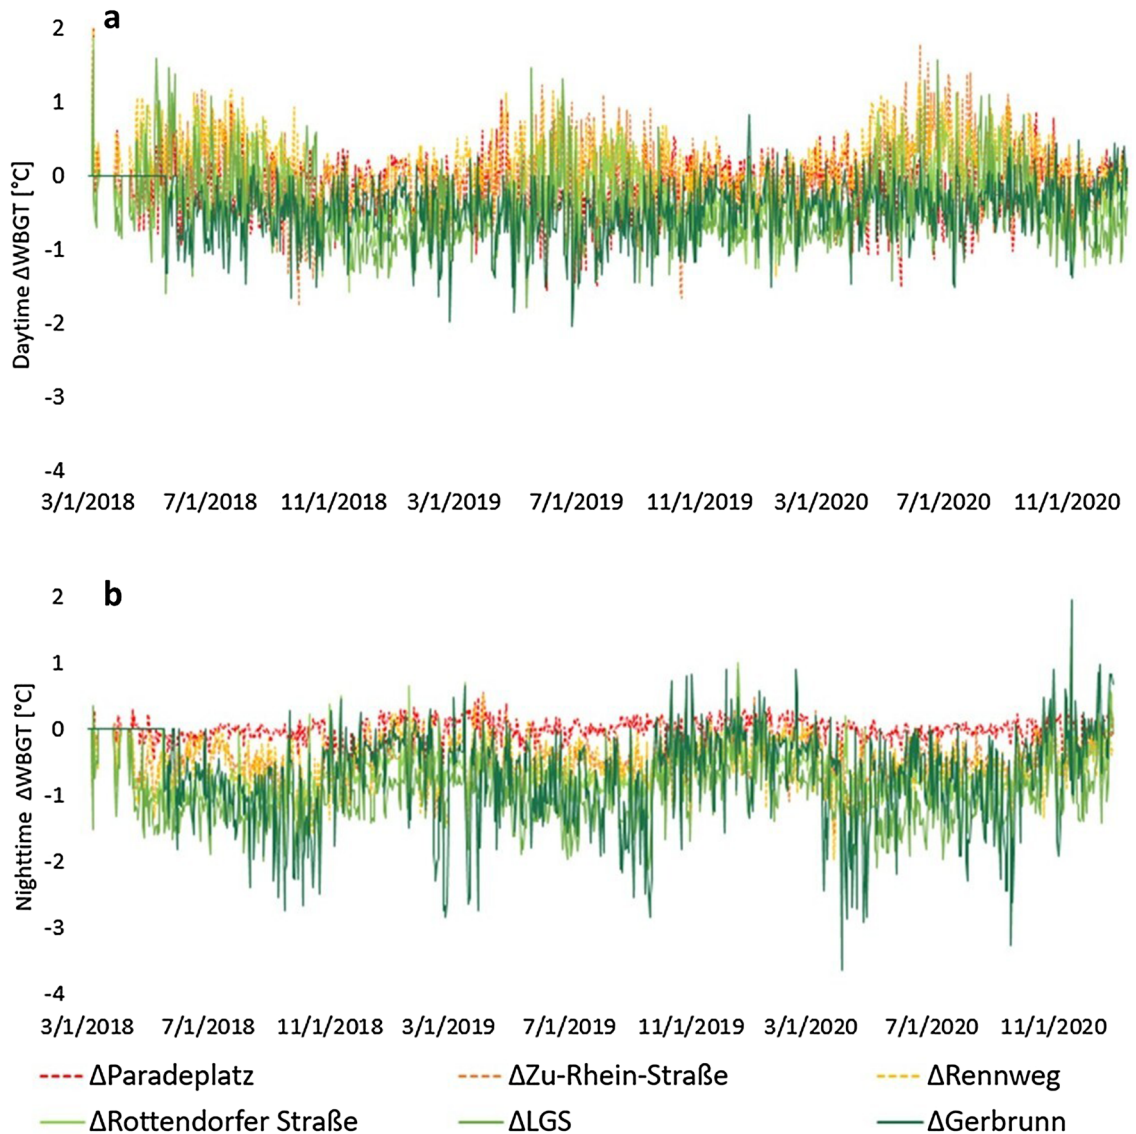 a
2
1
0
-1
-2
-3
-4
Daytime ΔWBGT [°C]
3/1/2018 7/1/2018 11/1/2018 3/1/2019 7/1/2019 11/1/2019 3/1/2020 7/1/2020 11/1/2020
b
2
1
0
-1
-2
-3
-4
Nighttime ΔWBGT [°C]
3/1/2018 7/1/2018 11/1/2018 3/1/2019 7/1/2019 11/1/2019 3/1/2020 7/1/2020 11/1/2020
ΔParadeplatz ΔZu-Rhein-Straße ΔRennweg
ΔRottendorfer Straße ΔLGS ΔGerbrunn